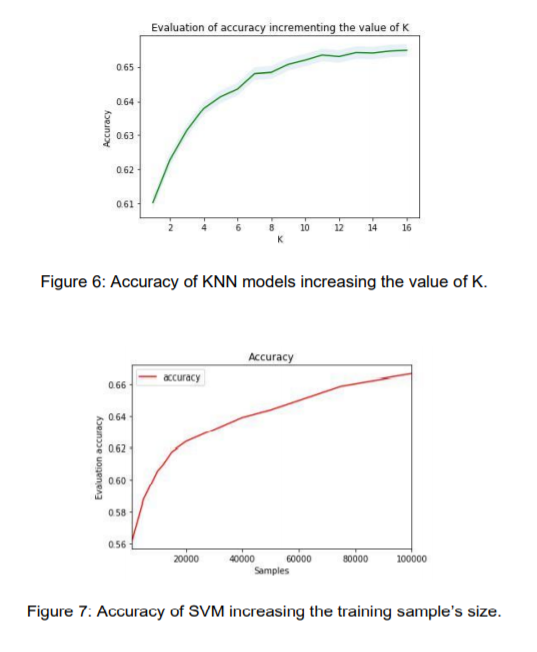 Evaluation of accuracy incrementing the value of K
0.65
0.64
0.63
0.62
0.61
Accuracy
2 4 6 8 10 12 14 16
K
Figure 6: Accuracy of KNN models increasing the value of K.
Accuracy
accuracy
0.66
0.64
0.62
0.60
0.58
0.56
Evaluation accuracy
20000 40000 60000 80000 100000
Samples
Figure 7: Accuracy of SVM increasing the training sample's size.